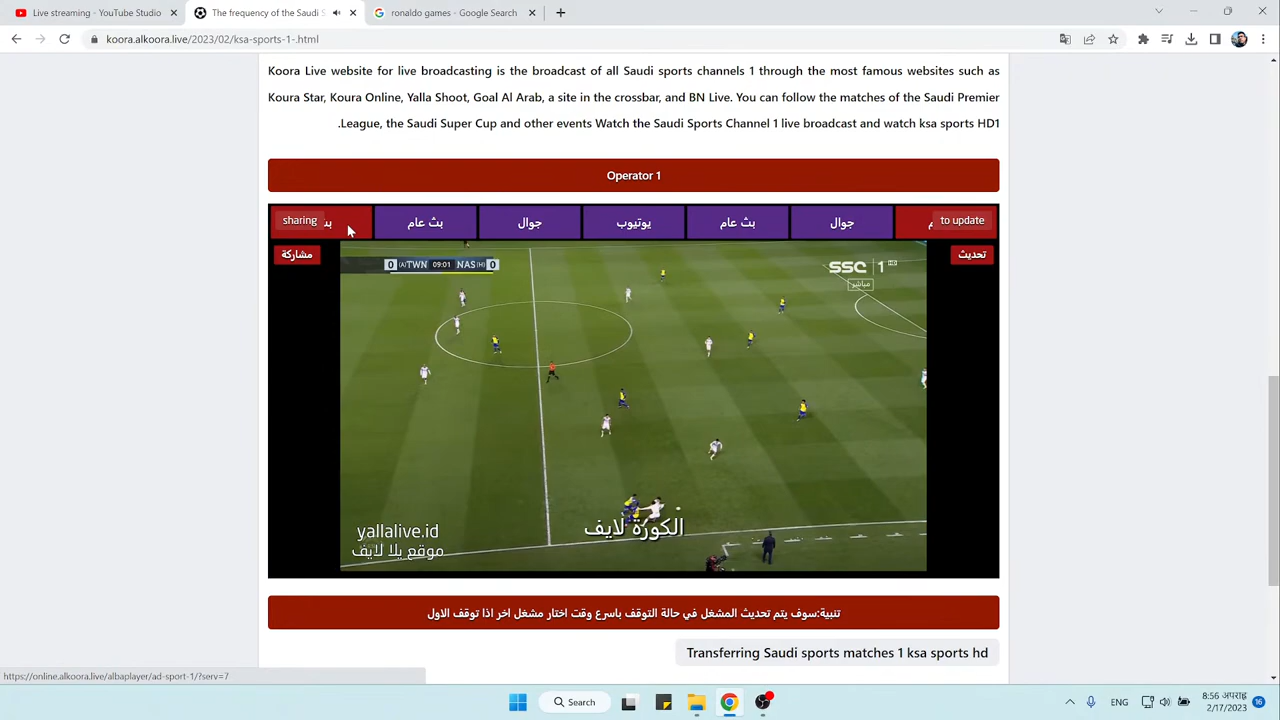 Live streaming - YouTube Studio
The frequency of the Saudi S
ronaldo games - Google Search
koora.alkoora.live/2023/02/ksa-sports-1-.html
Koora Live website for live broadcasting is the broadcast of all Saudi sports channels 1 through the most famous websites such as
Koura Star, Koura Online, Yalla Shoot, Goal Al Arab, a site in the crossbar, and BN Live. You can follow the matches of the Saudi Premier
.League, the Saudi Super Cup and other events Watch the Saudi Sports Channel 1 live broadcast and watch ksa sports HD1
Operator 1
sharing
بث عام
جوال
يوتيوب
بث عام
جوال
to update
مشاركة
تحديث
0 (A)TWN 09:01 NAS(H) 0
SSC 1 HD
مباشر
yallalive.id
موقع يلا لايف
الكورة لايف
تنبية:سوف يتم تحديث المشغل في حالة التوقف باسرع وقت اختار مشغل اخر اذا توقف الاول
Transferring Saudi sports matches 1 ksa sports hd
https://online.alkoora.live/albaplayer/ad-sport-1/?serv=7
Search
ENG
8:56 अपराह्न
2/17/2023
16